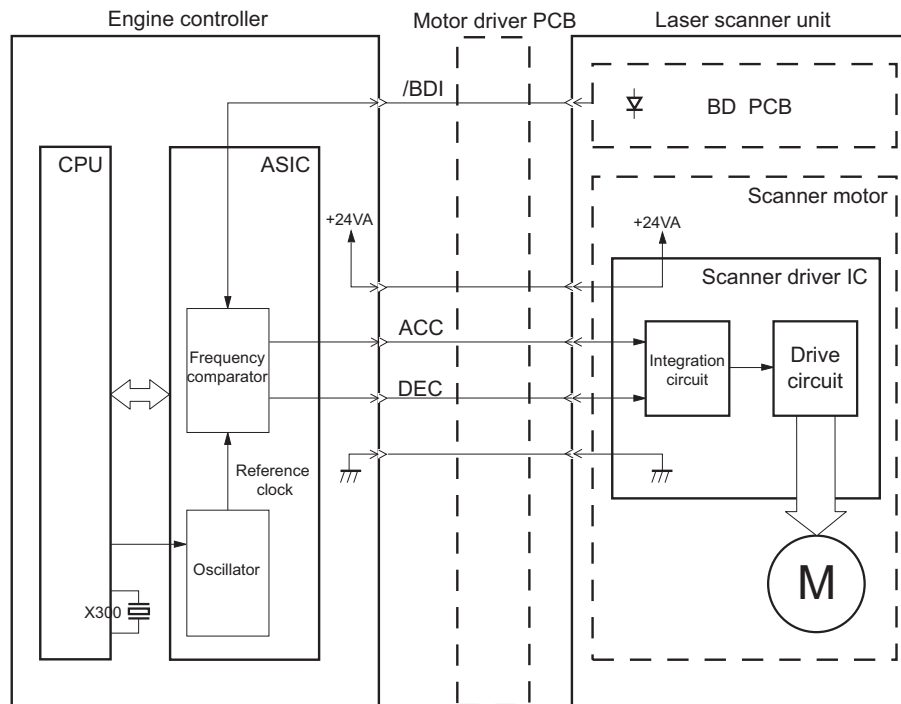 Engine controller
Motor driver PCB
Laser scanner unit
/BDI
BD PCB
CPU
ASIC
Scanner motor
+24VA
+24VA
Scanner driver IC
ACC
Frequency
comparator
Integration
circuit
Drive
circuit
DEC
Reference
clock
Oscillator
X300
M